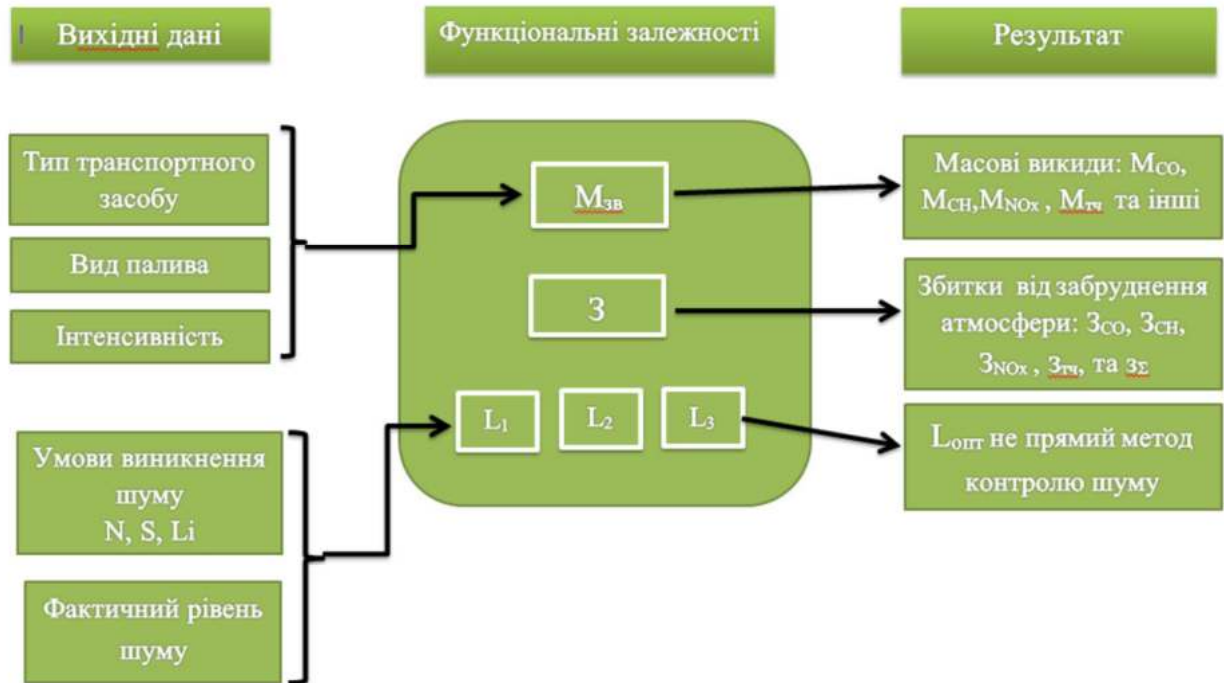 Вихідні дані
Функціональні залежності
Результат
Тип транспортного
засобу
Вид палива
Інтенсивність
Умови виникнення
шуму
N, S, Li
Фактичний рівень
шуму
Мзв
З
L1
L2
L3
Масові викиди: МCO,
МCH,МNOx , Мтч та інші
Збитки від забруднення
атмосфери: ЗCO, ЗCH,
ЗNOx , зтч, та зΣ
Lопт не прямий метод
контролю шуму